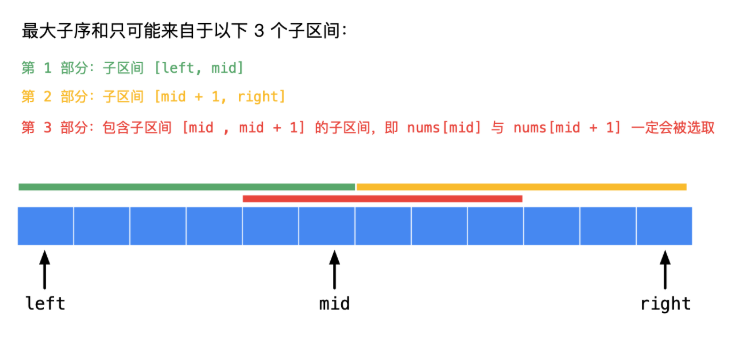 最大子序和只可能来自于以下 3 个子区间：
第 1 部分：子区间 [left, mid]
第 2 部分：子区间 [mid + 1, right]
第 3 部分：包含子区间 [mid , mid + 1] 的子区间，即 nums[mid] 与 nums[mid + 1] 一定会被选取
left mid right